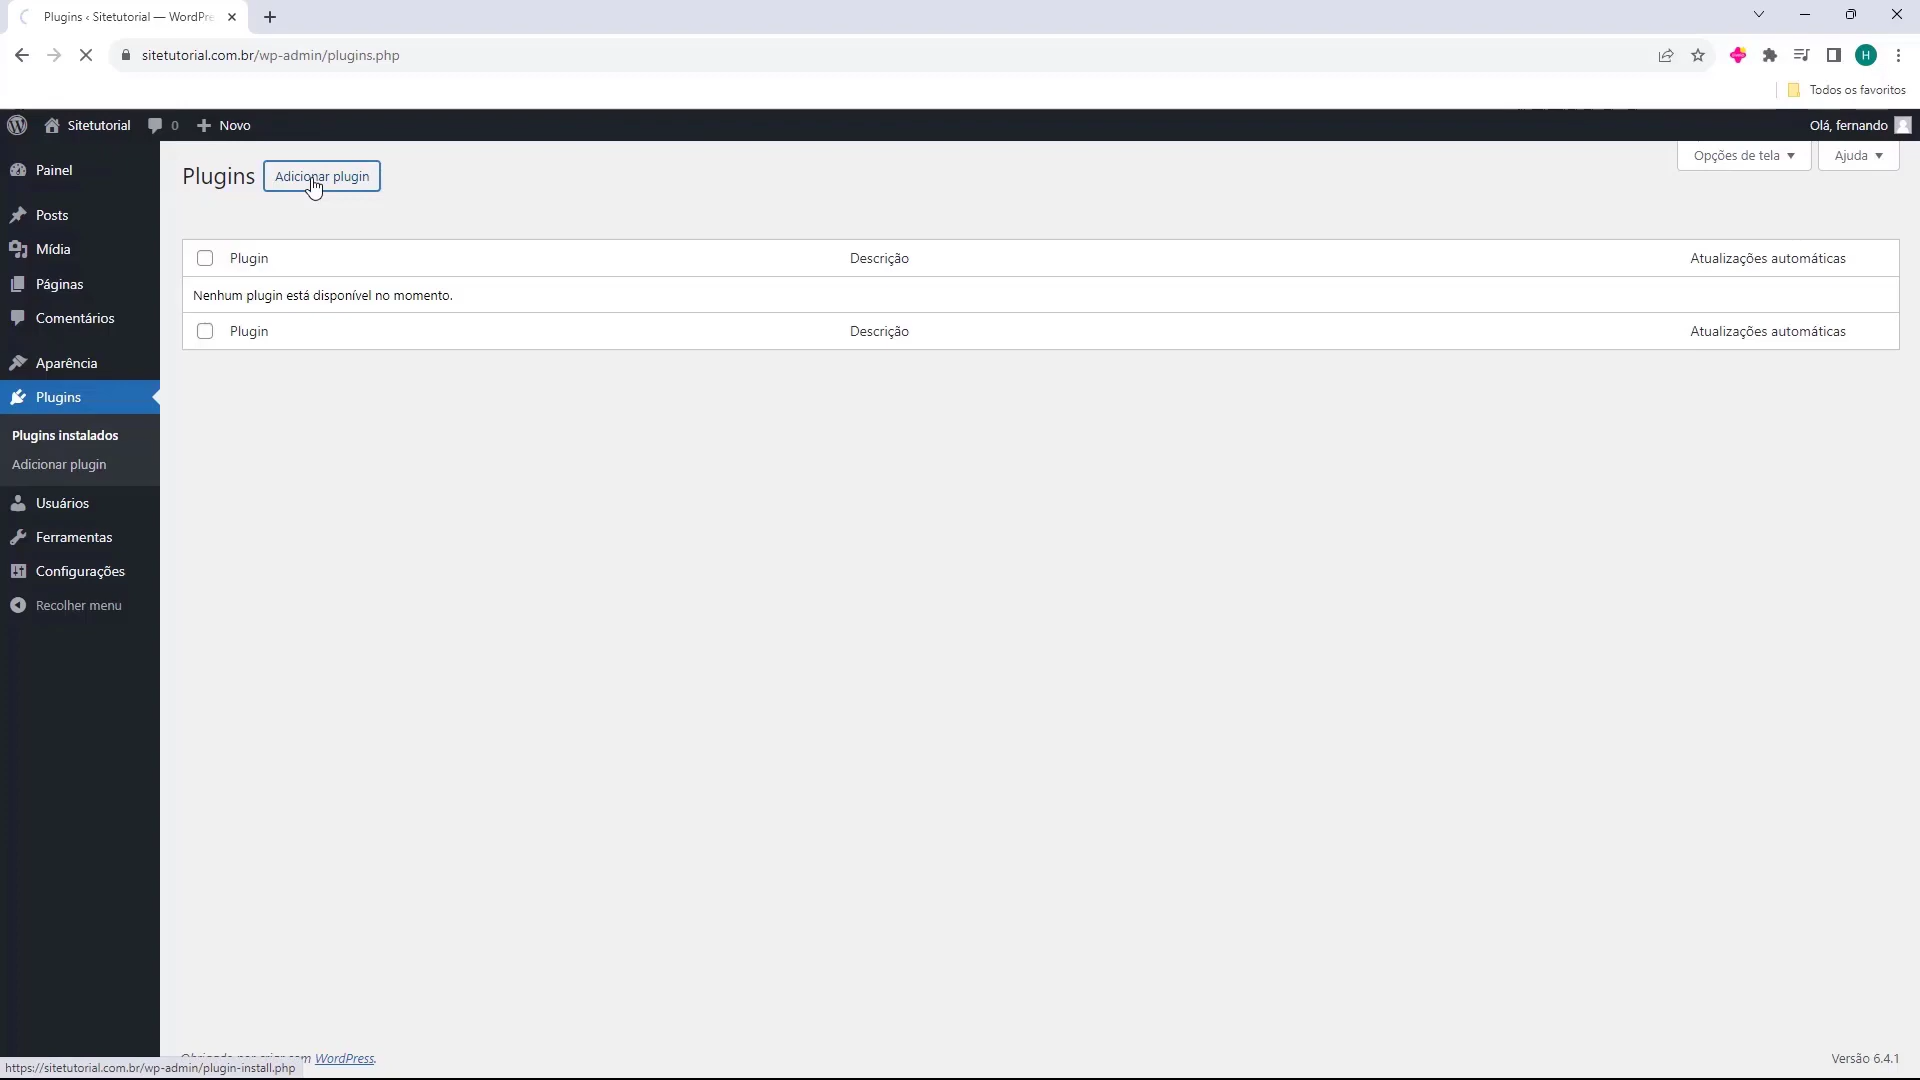 Plugins ‹ Sitetutorial — WordPre
sitetutorial.com.br/wp-admin/plugins.php
H
Todos os favoritos
Sitetutorial
0
Novo
Olá, fernando
Painel
Posts
Mídia
Páginas
Comentários
Aparência
Plugins
Plugins instalados
Adicionar plugin
Usuários
Ferramentas
Configurações
Recolher menu
Plugins
Adicionar plugin
Opções de tela
Ajuda
Plugin
Descrição
Atualizações automáticas
Nenhum plugin está disponível no momento.
Plugin
Descrição
Atualizações automáticas
WordPress.
Versão 6.4.1
https://sitetutorial.com.br/wp-admin/plugin-install.php